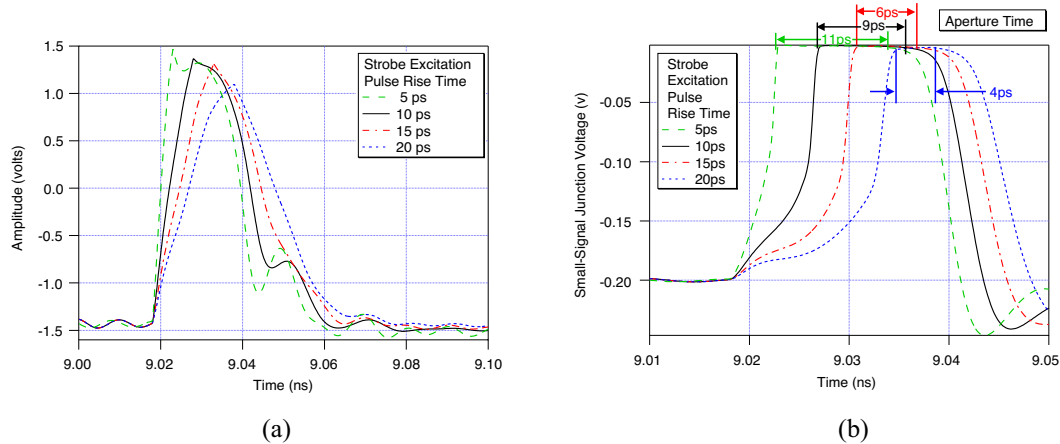 1.5
1.0
0.5
0.0
-0.5
-1.0
-1.5
Amplitude (volts)
Strobe Excitation
Pulse Rise Time
5 ps
10 ps
15 ps
20 ps
9.00
9.02
9.04
9.06
9.08
9.10
Time (ns)
(a)
6ps
9ps
11ps
4ps
Aperture Time
-0.05
-0.10
-0.15
-0.20
Small-Signal Junction Voltage (v)
Strobe
Excitation
Pulse
Rise Time
5ps
10ps
15ps
20ps
9.01
9.02
9.03
9.04
9.05
Time (ns)
(b)